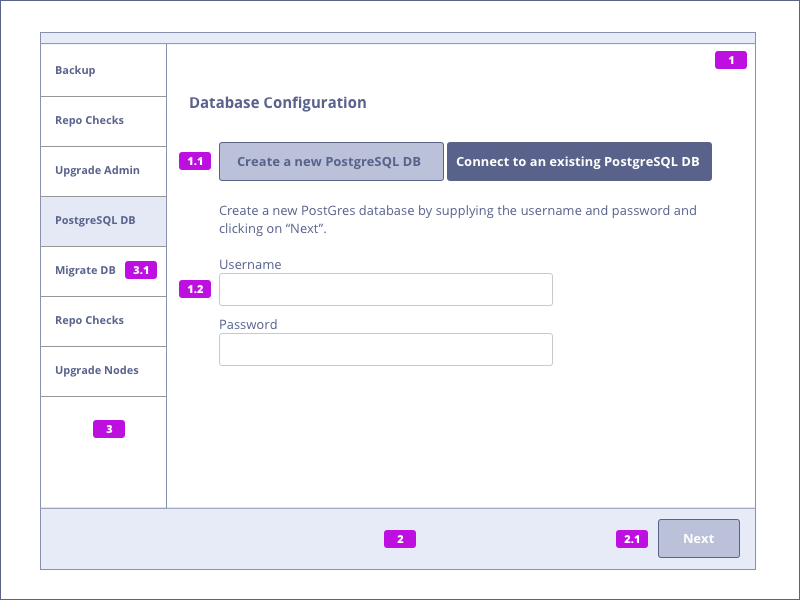 Backup
Repo Checks
Upgrade Admin
PostgreSQL DB
Migrate DB 3.1
Repo Checks
Upgrade Nodes
3
1
Database Configuration
1.1 Create a new PostgreSQL DB Connect to an existing PostgreSQL DB
Create a new PostGres database by supplying the username and password and
clicking on “Next”.
Username
1.2
Password
2
2.1 Next